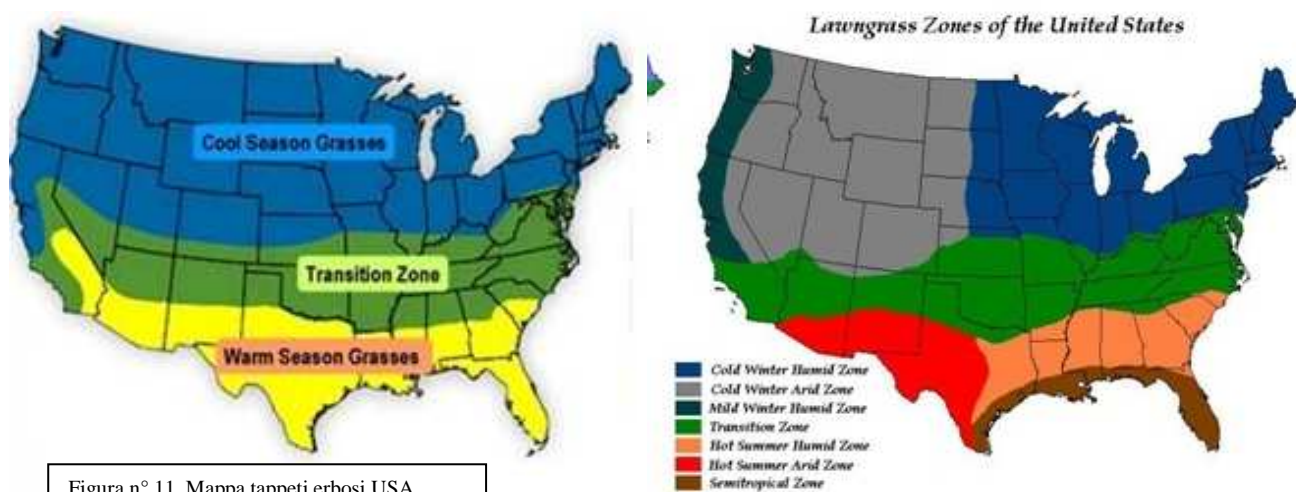 Cool Season Grasses
Transition Zone
Warm Season Grasses
Figura n° 11. Mappa tappeti erbosi USA
Lawngrass Zones of the United States
Cold Winter Humid Zone
Cold Winter Arid Zone
Mild Winter Humid Zone
Transition Zone
Hot Summer Humid Zone
Hot Summer Arid Zone
Semitropical Zone